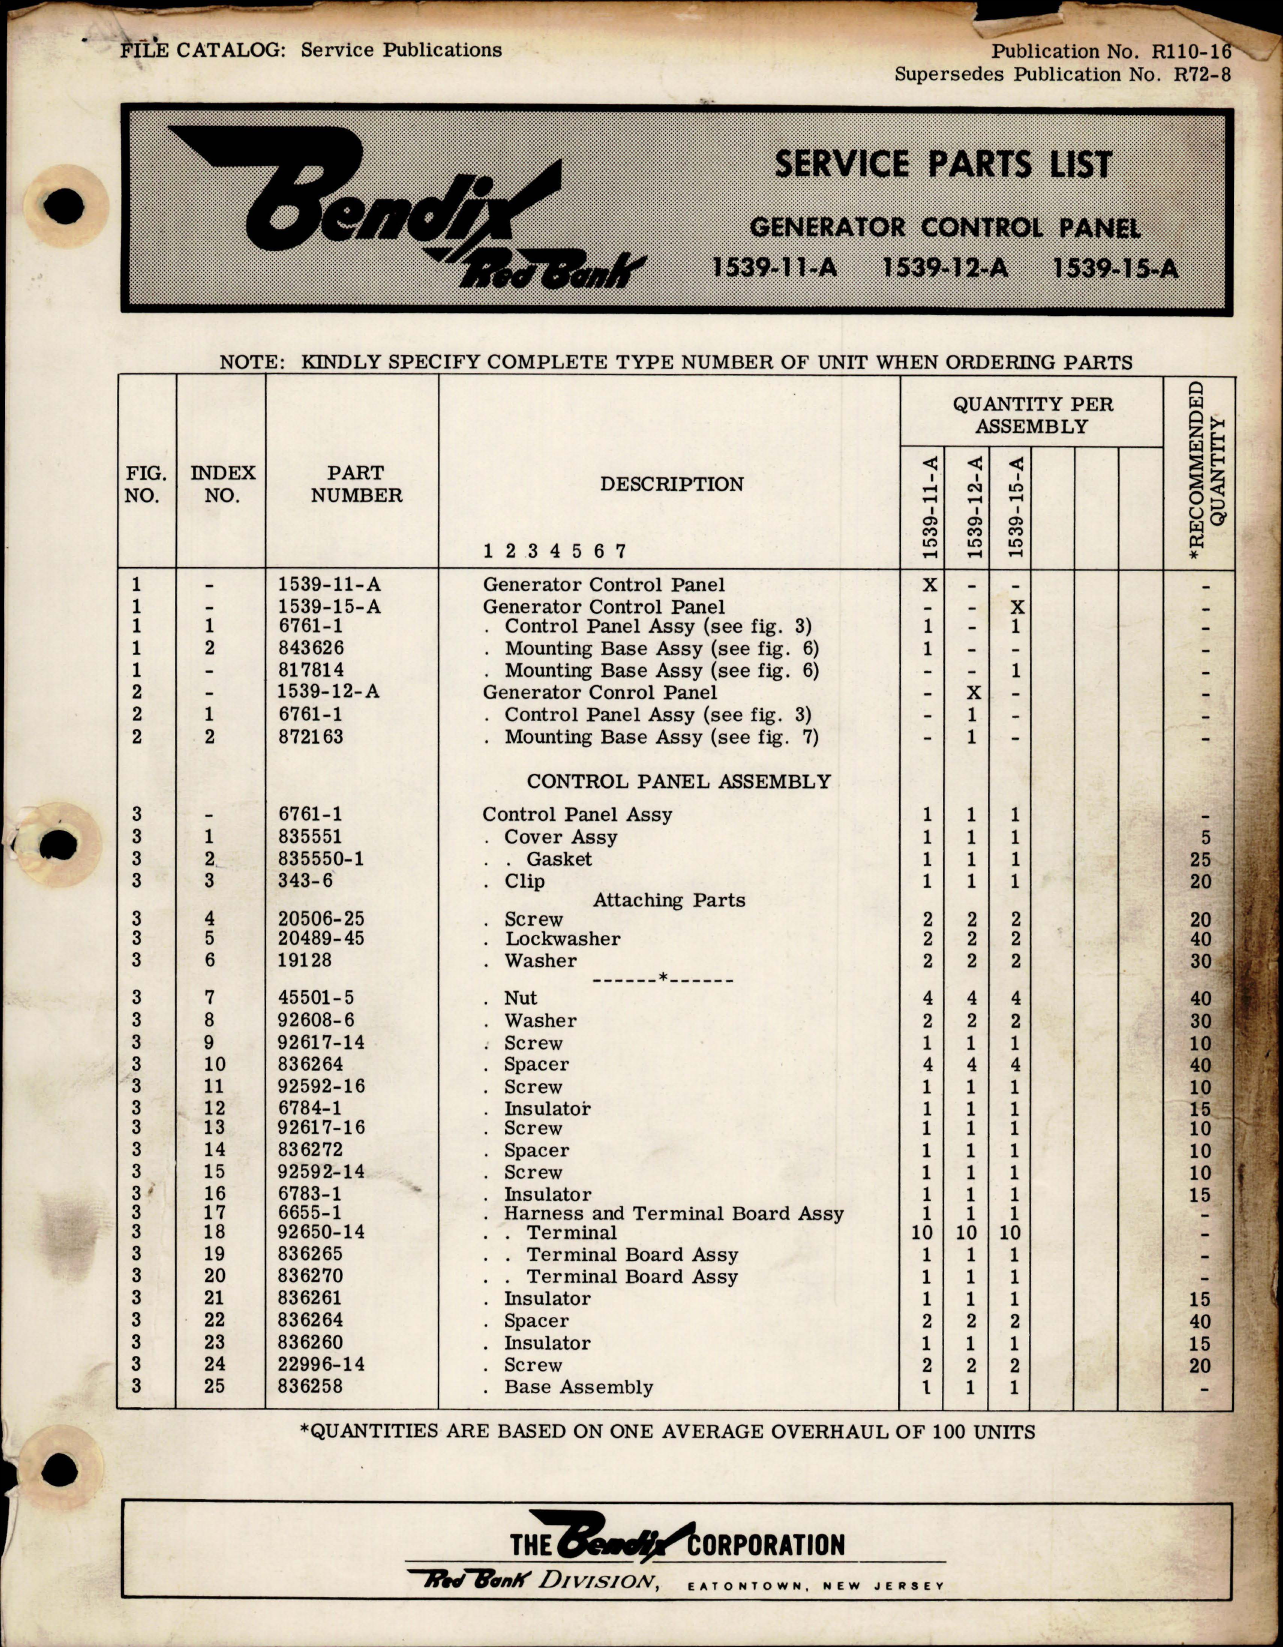 FILE CATALOG: Service Publications
Publication No. R110-16
Supersedes Publication No. R72-8
Bendix
Red Bank
SERVICE PARTS LIST
GENERATOR CONTROL PANEL
1539-11-A 1539-12-A 1539-15-A
NOTE: KINDLY SPECIFY COMPLETE TYPE NUMBER OF UNIT WHEN ORDERING PARTS
FIG. NO. INDEX NO. PART NUMBER DESCRIPTION QUANTITY PER ASSEMBLY *RECOMMENDED QUANTITY
1 2 3 4 5 6 7 1539-11-A 1539-12-A 1539-15-A
1 - 1539-11-A Generator Control Panel X - - -
1 - 1539-15-A Generator Control Panel - - X -
1 1 6761-1 . Control Panel Assy (see fig. 3) 1 - 1 -
1 2 843626 . Mounting Base Assy (see fig. 6) 1 - - -
1 - 817814 . Mounting Base Assy (see fig. 6) - - 1 -
2 - 1539-12-A Generator Conrol Panel - X - -
2 1 6761-1 . Control Panel Assy (see fig. 3) - 1 - -
2 2 872163 . Mounting Base Assy (see fig. 7) - 1 - -
CONTROL PANEL ASSEMBLY
3 - 6761-1 Control Panel Assy 1 1 1 -
3 1 835551 . Cover Assy 1 1 1 5
3 2 835550-1 . . Gasket 1 1 1 25
3 3 343-6 . Clip 1 1 1 20
Attaching Parts
3 4 20506-25 . Screw 2 2 2 20
3 5 20489-45 . Lockwasher 2 2 2 40
3 6 19128 . Washer 2 2 2 30
------*------
3 7 45501-5 . Nut 4 4 4 40
3 8 92608-6 . Washer 2 2 2 30
3 9 92617-14 . Screw 1 1 1 10
3 10 836264 . Spacer 4 4 4 40
3 11 92592-16 . Screw 1 1 1 10
3 12 6784-1 . Insulator 1 1 1 15
3 13 92617-16 . Screw 1 1 1 10
3 14 836272 . Spacer 1 1 1 10
3 15 92592-14 . Screw 1 1 1 10
3 16 6783-1 . Insulator 1 1 1 15
3 17 6655-1 . Harness and Terminal Board Assy 1 1 1 -
3 18 92650-14 . . Terminal 10 10 10 -
3 19 836265 . . Terminal Board Assy 1 1 1 -
3 20 836270 . . Terminal Board Assy 1 1 1 -
3 21 836261 . Insulator 1 1 1 15
3 22 836264 . Spacer 2 2 2 40
3 23 836260 . Insulator 1 1 1 15
3 24 22996-14 . Screw 2 2 2 20
3 25 836258 . Base Assembly 1 1 1 -
*QUANTITIES ARE BASED ON ONE AVERAGE OVERHAUL OF 100 UNITS
THE Bendix CORPORATION
Red Bank DIVISION, EATONTOWN, NEW JERSEY